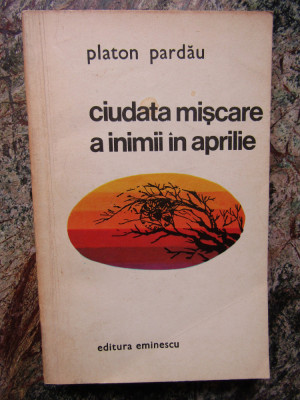 platon pardău
ciudata mişcare
a inimii în aprilie
editura eminescu